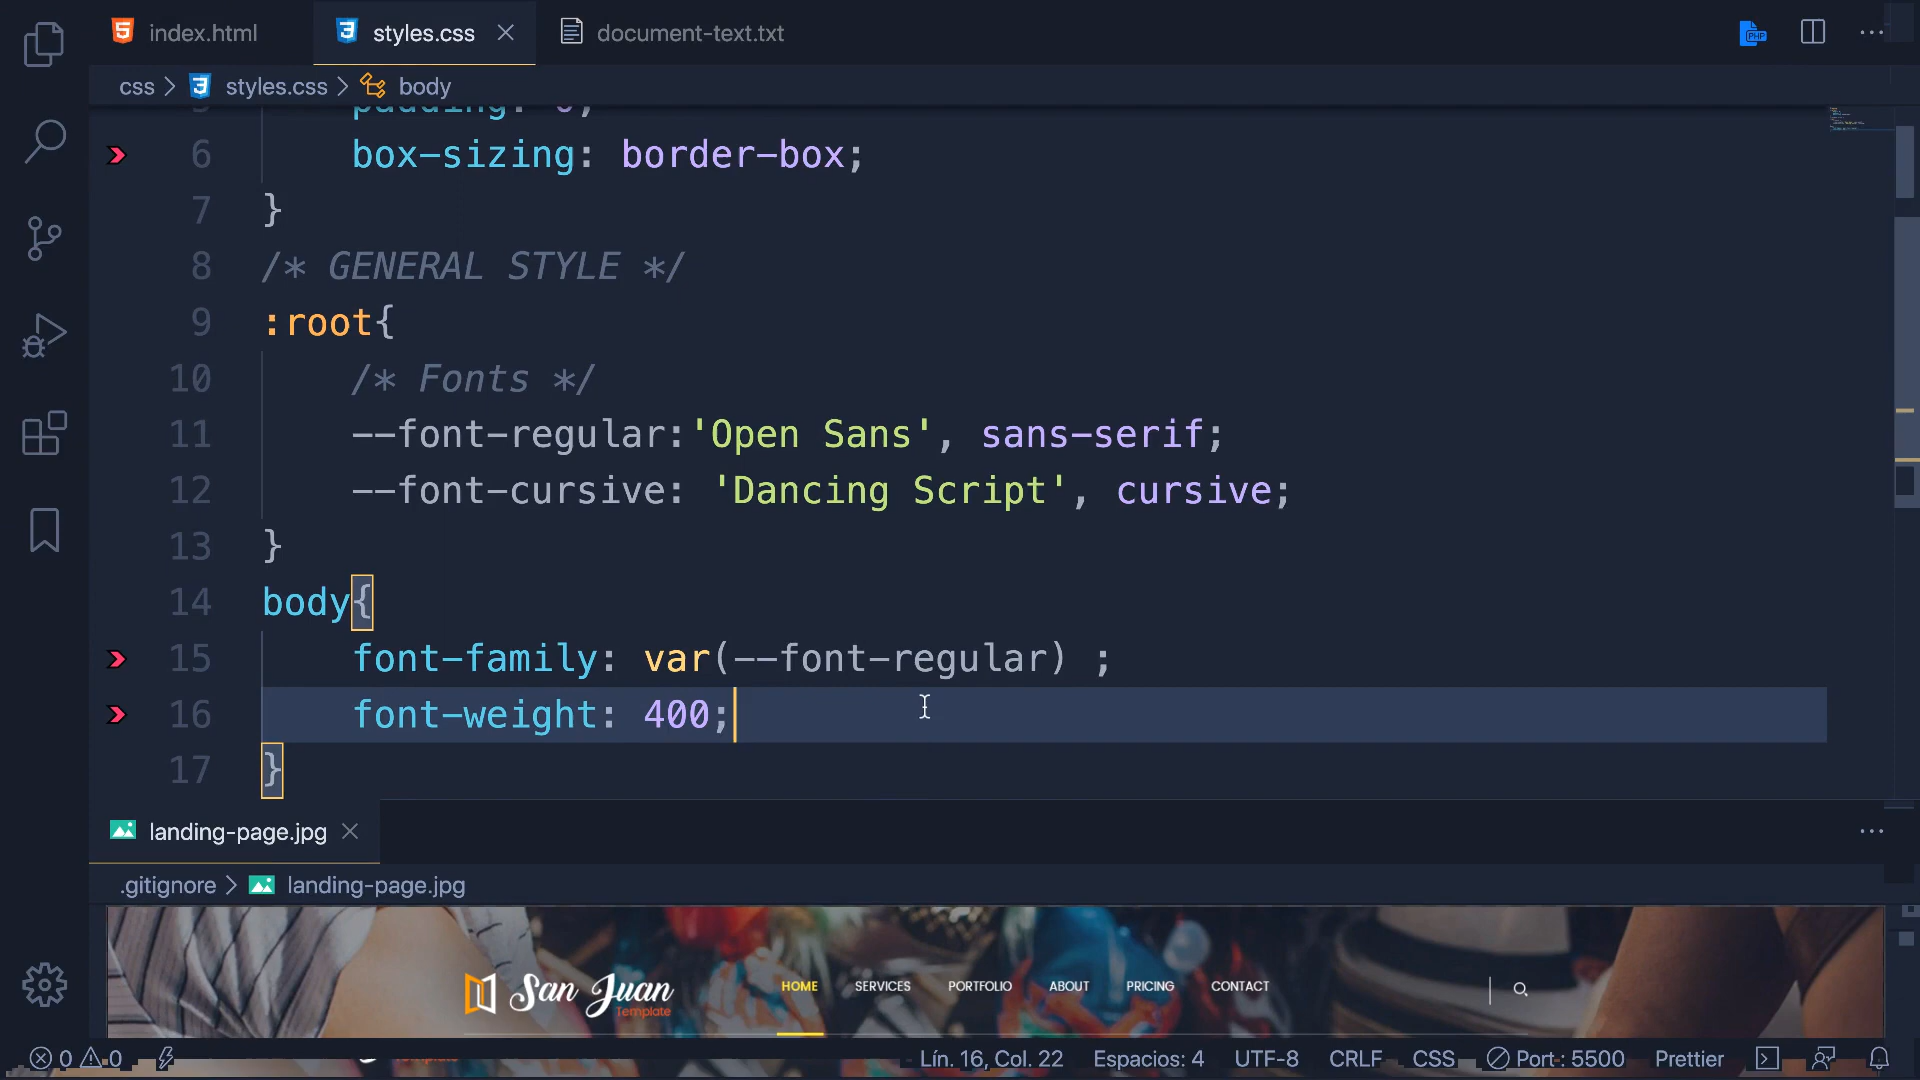 index.html
styles.css
document-text.txt
PHP
css > styles.css > body
padding: 0;
6 box-sizing: border-box;
7 }
8 /* GENERAL STYLE */
9 :root{
10 /* Fonts */
11 --font-regular:'Open Sans', sans-serif;
12 --font-cursive: 'Dancing Script', cursive;
13 }
14 body{
15 font-family: var(--font-regular) ;
16 font-weight: 400;
17 }
landing-page.jpg
.gitignore > landing-page.jpg
San Juan
Template
HOME SERVICES PORTFOLIO ABOUT PRICING CONTACT
0 0 Lín. 16, Col. 22 Espacios: 4 UTF-8 CRLF CSS Port : 5500 Prettier